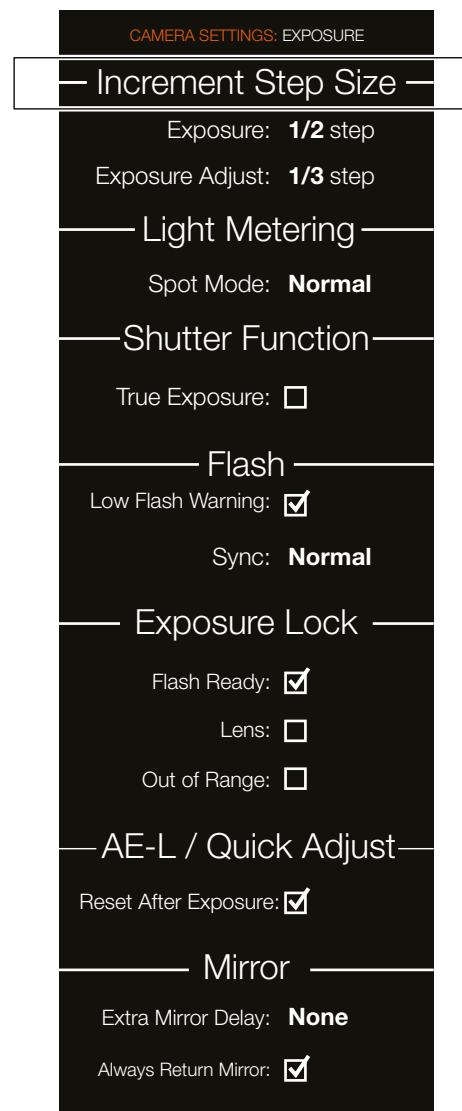 CAMERA SETTINGS: EXPOSURE
Increment Step Size
Exposure: 1/2 step
Exposure Adjust: 1/3 step
Light Metering
Spot Mode: Normal
Shutter Function
True Exposure:
Flash
Low Flash Warning:
Sync: Normal
Exposure Lock
Flash Ready:
Lens:
Out of Range:
AE-L / Quick Adjust
Reset After Exposure:
Mirror
Extra Mirror Delay: None
Always Return Mirror: